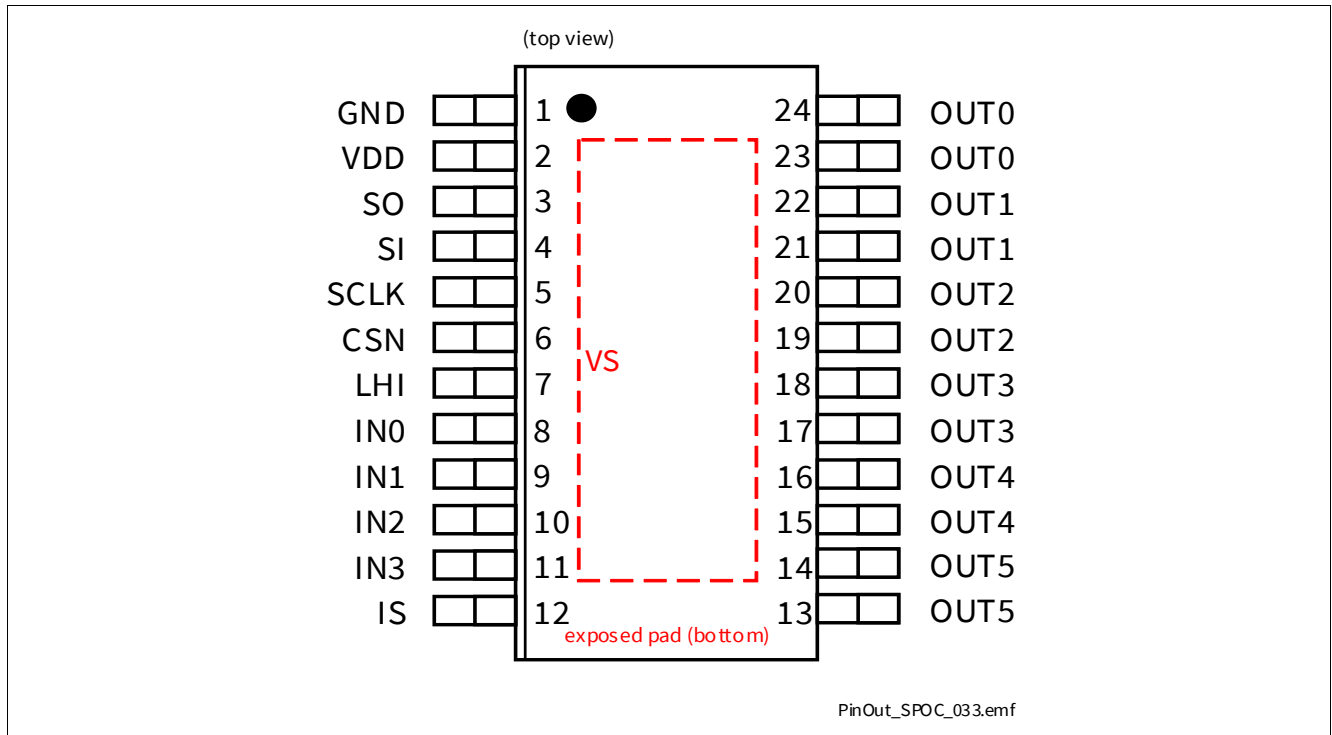 (top view)
GND 1 24 OUT0
VDD 2 23 OUT0
SO 3 22 OUT1
SI 4 21 OUT1
SCLK 5 20 OUT2
CSN 6 19 OUT2
VS
LHI 7 18 OUT3
IN0 8 17 OUT3
IN1 9 16 OUT4
IN2 10 15 OUT4
IN3 11 14 OUT5
IS 12 13 OUT5
exposed pad (bottom)
PinOut_SPOC_033.emf